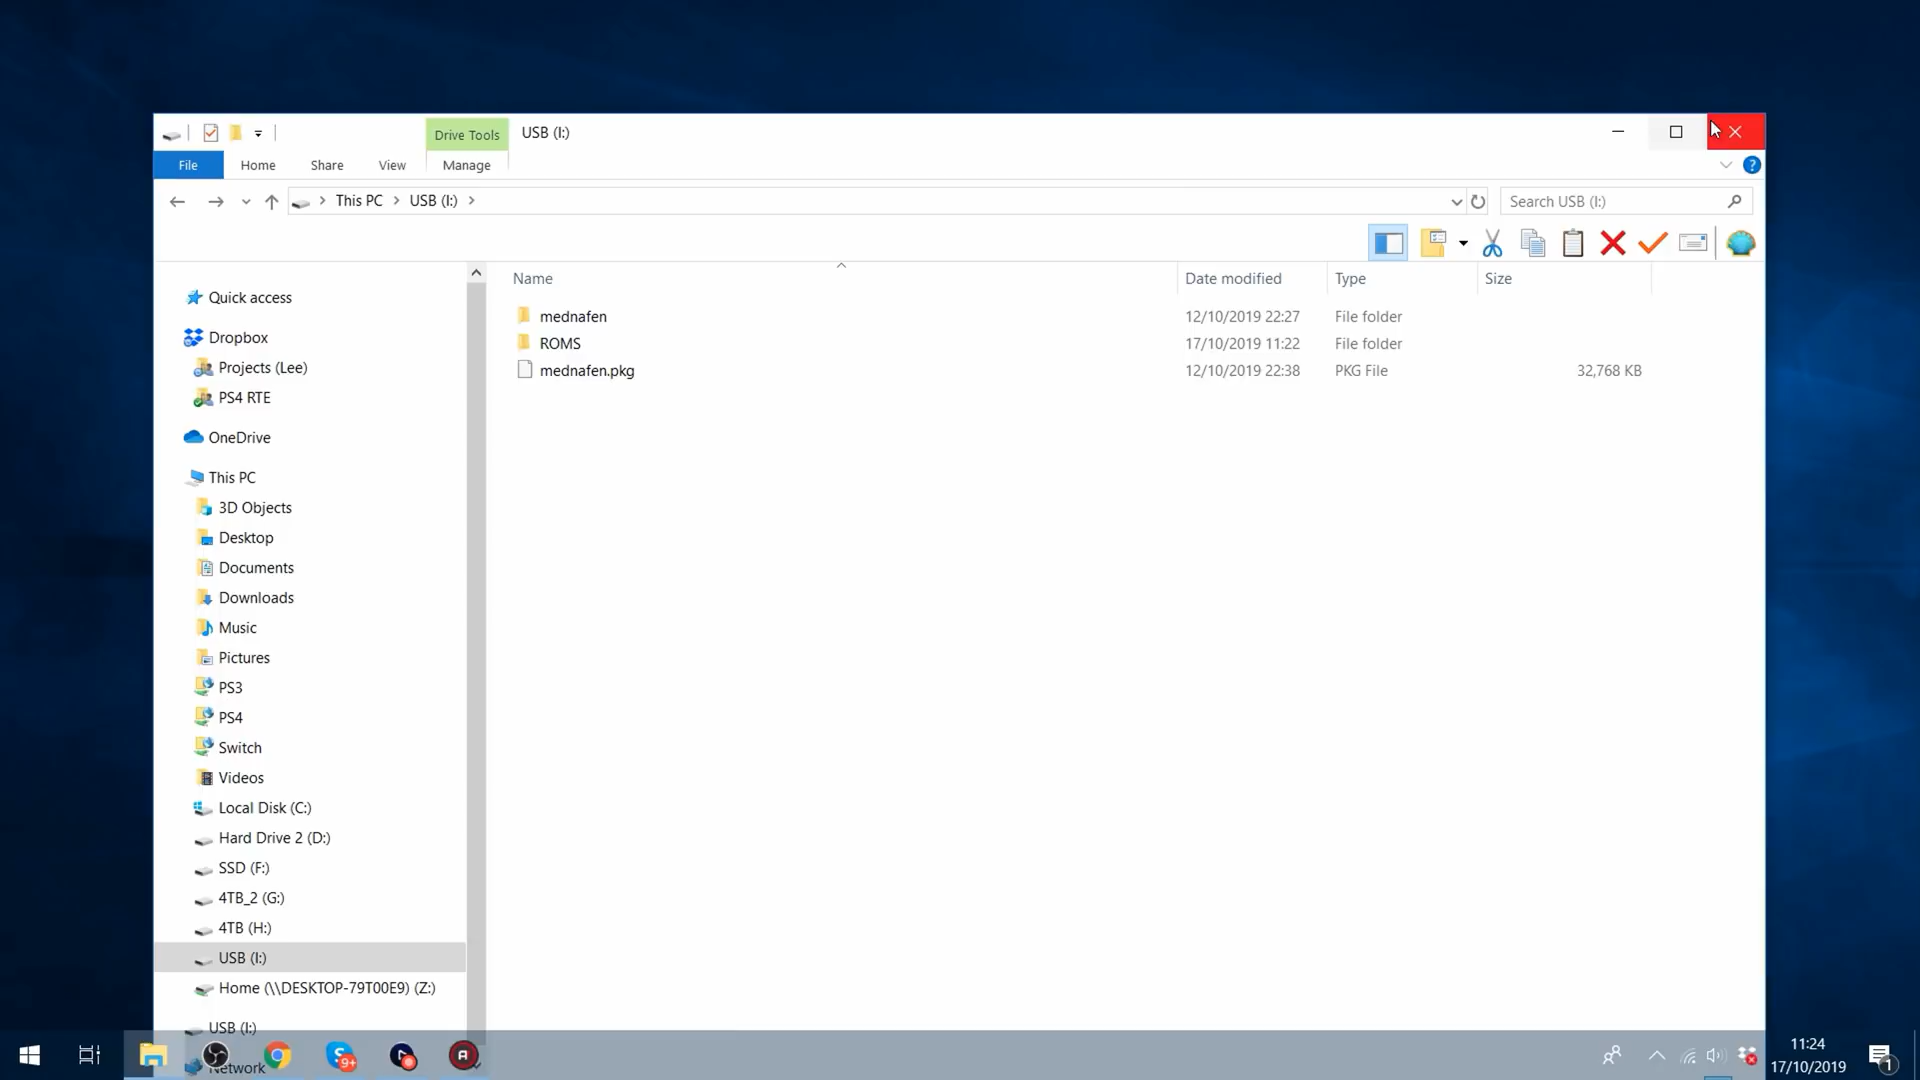 Drive Tools
USB (I:)
File
Home
Share
View
Manage
This PC
USB (I:)
Search USB (I:)
Name
Date modified
Type
Size
mednafen
12/10/2019 22:27
File folder
ROMS
17/10/2019 11:22
File folder
mednafen.pkg
12/10/2019 22:38
PKG File
32,768 KB
Quick access
Dropbox
Projects (Lee)
PS4 RTE
OneDrive
This PC
3D Objects
Desktop
Documents
Downloads
Music
Pictures
PS3
PS4
Switch
Videos
Local Disk (C:)
Hard Drive 2 (D:)
SSD (F:)
4TB_2 (G:)
4TB (H:)
USB (I:)
Home (\\DESKTOP-79T00E9) (Z:)
USB (I:)
Network
9+
11:24
17/10/2019
1